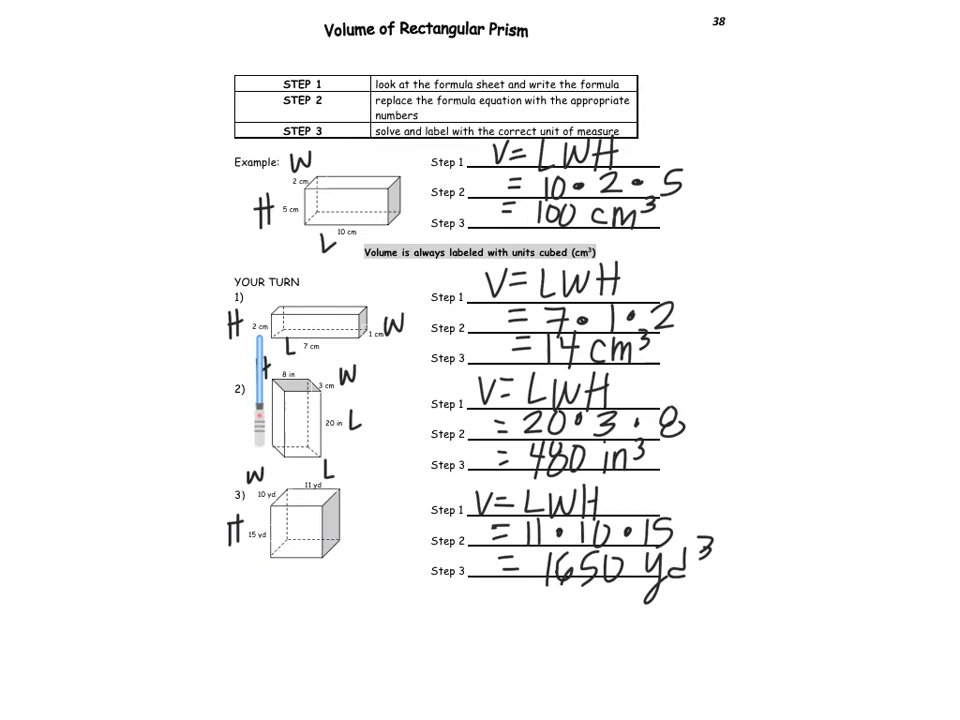 38
Volume of Rectangular Prism
STEP 1 look at the formula sheet and write the formula
STEP 2 replace the formula equation with the appropriate numbers
STEP 3 solve and label with the correct unit of measure
Example: W
2 cm
H 5 cm
10 cm
L
Step 1 V = LWH
Step 2 = 10 • 2 • 5
Step 3 = 100 cm³
Volume is always labeled with units cubed (cm³)
YOUR TURN
1)
H 2 cm
1 cm W
L 7 cm
Step 1 V = LWH
Step 2 = 7 • 1 • 2
Step 3 = 14 cm³
2)
H 8 in
3 cm W
20 in L
Step 1 V = LWH
Step 2 = 20 • 3 • 8
Step 3 = 480 in³
3)
W 10 yd
L 11 yd
H 15 yd
Step 1 V = LWH
Step 2 = 11 • 10 • 15
Step 3 = 1650 yd³